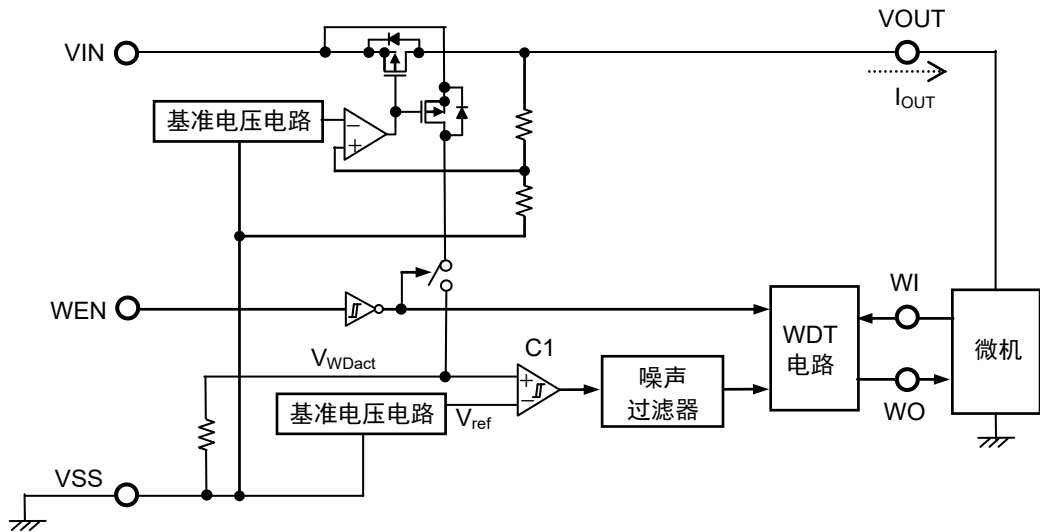 VOUT
VIN
IOUT
基准电压电路
−
+
WEN
WI
WDT
电路
微机
C1
VWDact
+
−
噪声
过滤器
WO
基准电压电路
Vref
VSS